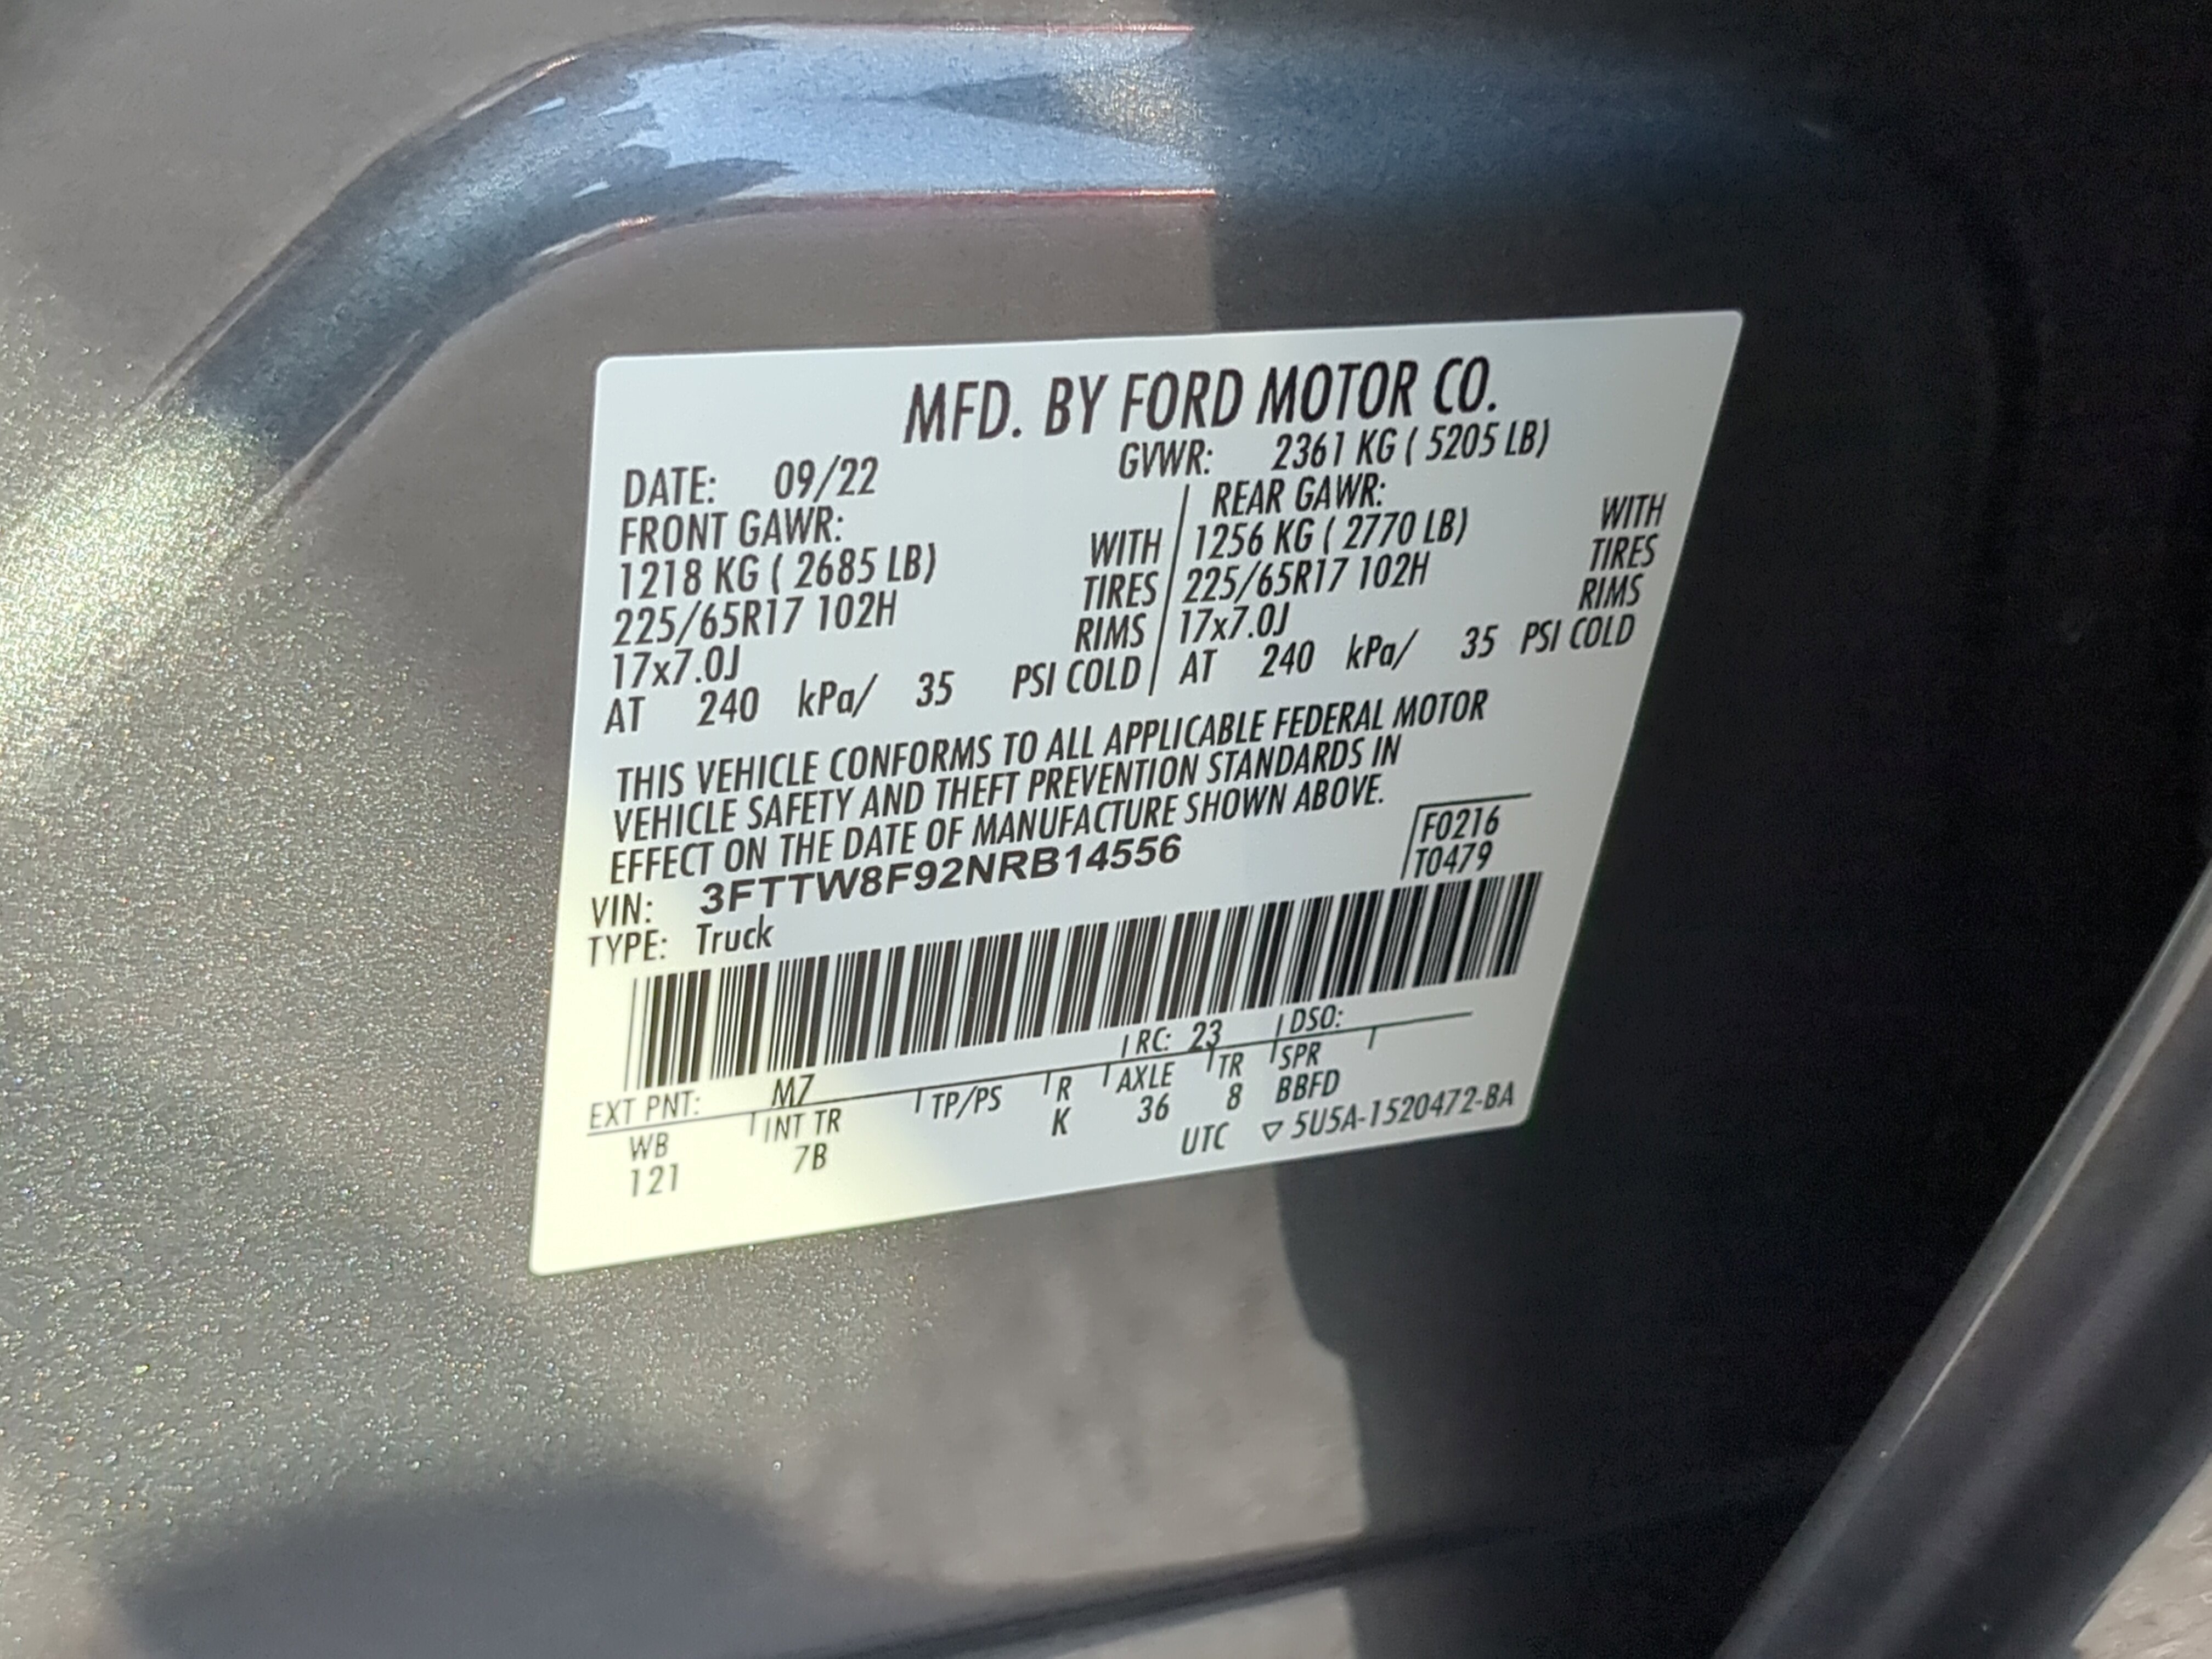 MFD. BY FORD MOTOR CO.
DATE: 09/22 GVWR: 2361 KG ( 5205 LB)
FRONT GAWR: REAR GAWR:
1218 KG ( 2685 LB) WITH 1256 KG ( 2770 LB) WITH
225/65R17 102H TIRES 225/65R17 102H TIRES
17x7.0J RIMS 17x7.0J RIMS
AT 240 kPa/ 35 PSI COLD AT 240 kPa/ 35 PSI COLD
THIS VEHICLE CONFORMS TO ALL APPLICABLE FEDERAL MOTOR
VEHICLE SAFETY AND THEFT PREVENTION STANDARDS IN
EFFECT ON THE DATE OF MANUFACTURE SHOWN ABOVE.
VIN: 3FTTW8F92NRB14556 F0216
TYPE: Truck T0479
EXT PNT: M7 RC: 23 DSO:
WB INT TR TP/PS R AXLE TR SPR
121 7B K 36 8 BBFD
UTC ▽ 5U5A-1520472-BA